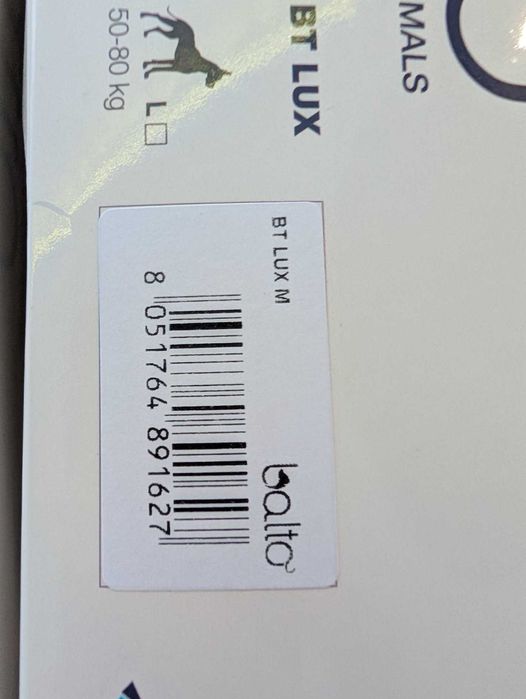 MALS
BT LUX
L
50-80 kg
BT LUX M
balto
8 051764 891627